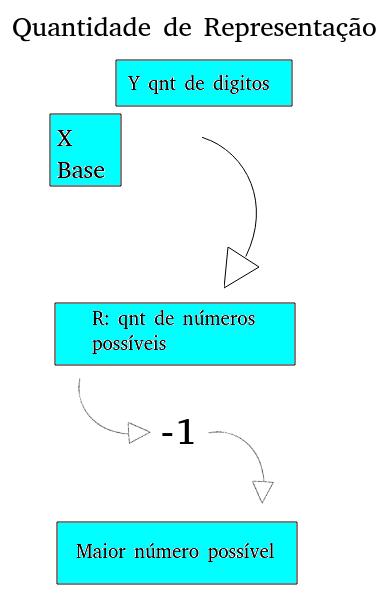 Quantidade de Representação
Y qnt de digitos
X
Base
R: qnt de números
possíveis
-1
Maior número possível